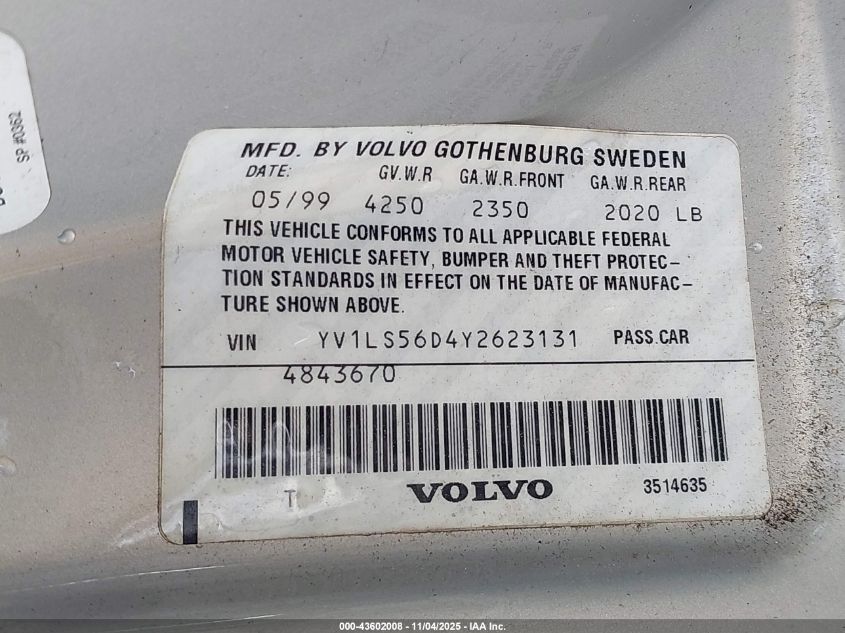 SP #0362
MFD. BY VOLVO GOTHENBURG SWEDEN
DATE: GV.W.R GA.W.R.FRONT GA.W.R.REAR
05/99 4250 2350 2020 LB
THIS VEHICLE CONFORMS TO ALL APPLICABLE FEDERAL
MOTOR VEHICLE SAFETY, BUMPER AND THEFT PROTEC-
TION STANDARDS IN EFFECT ON THE DATE OF MANUFAC-
TURE SHOWN ABOVE.
VIN YV1LS56D4Y2623131 PASS.CAR
4843670
T VOLVO 3514635
000-43602008 - 11/04/2025 - IAA Inc.